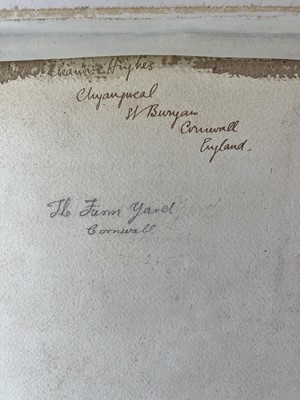 Eleanor Hughes
Chyangweal
St Buryan
Cornwall
England.
The Farm Yard
Cornwall.